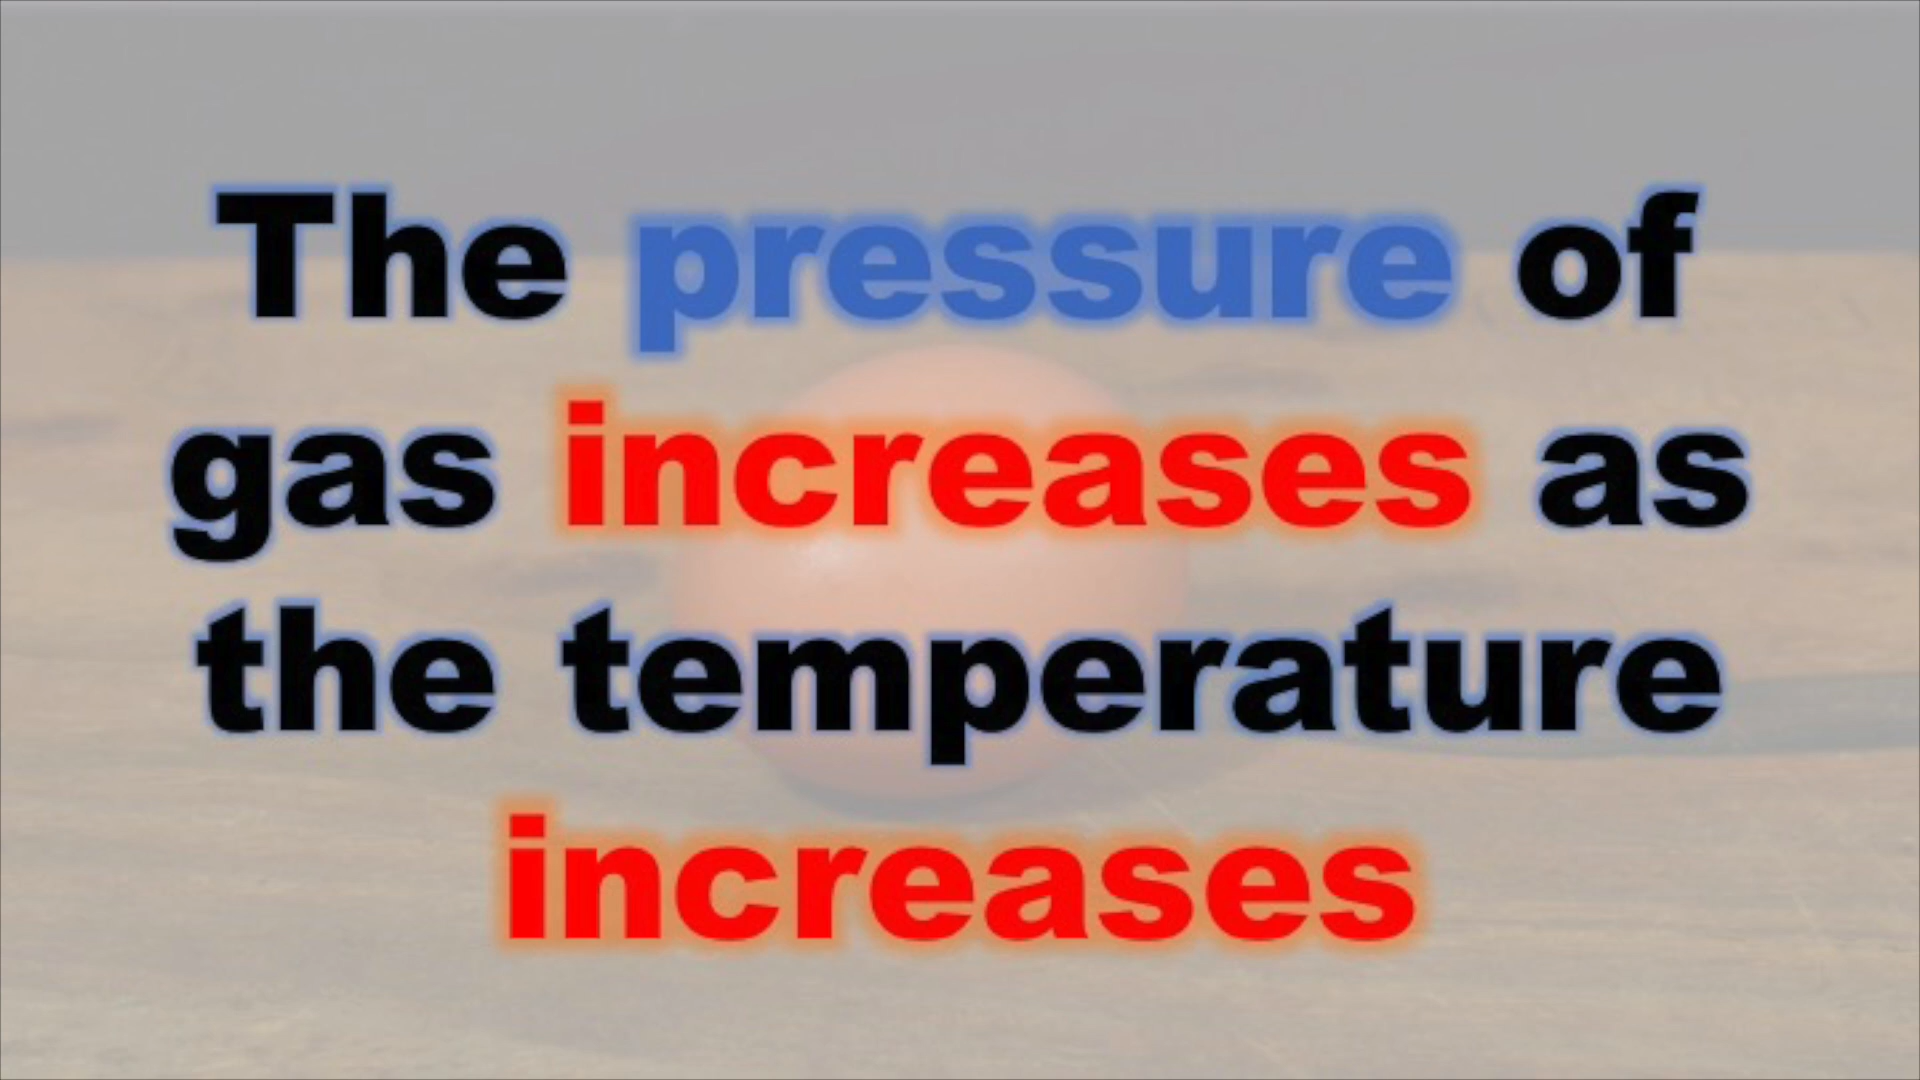 The pressure of
gas increases as
the temperature
increases